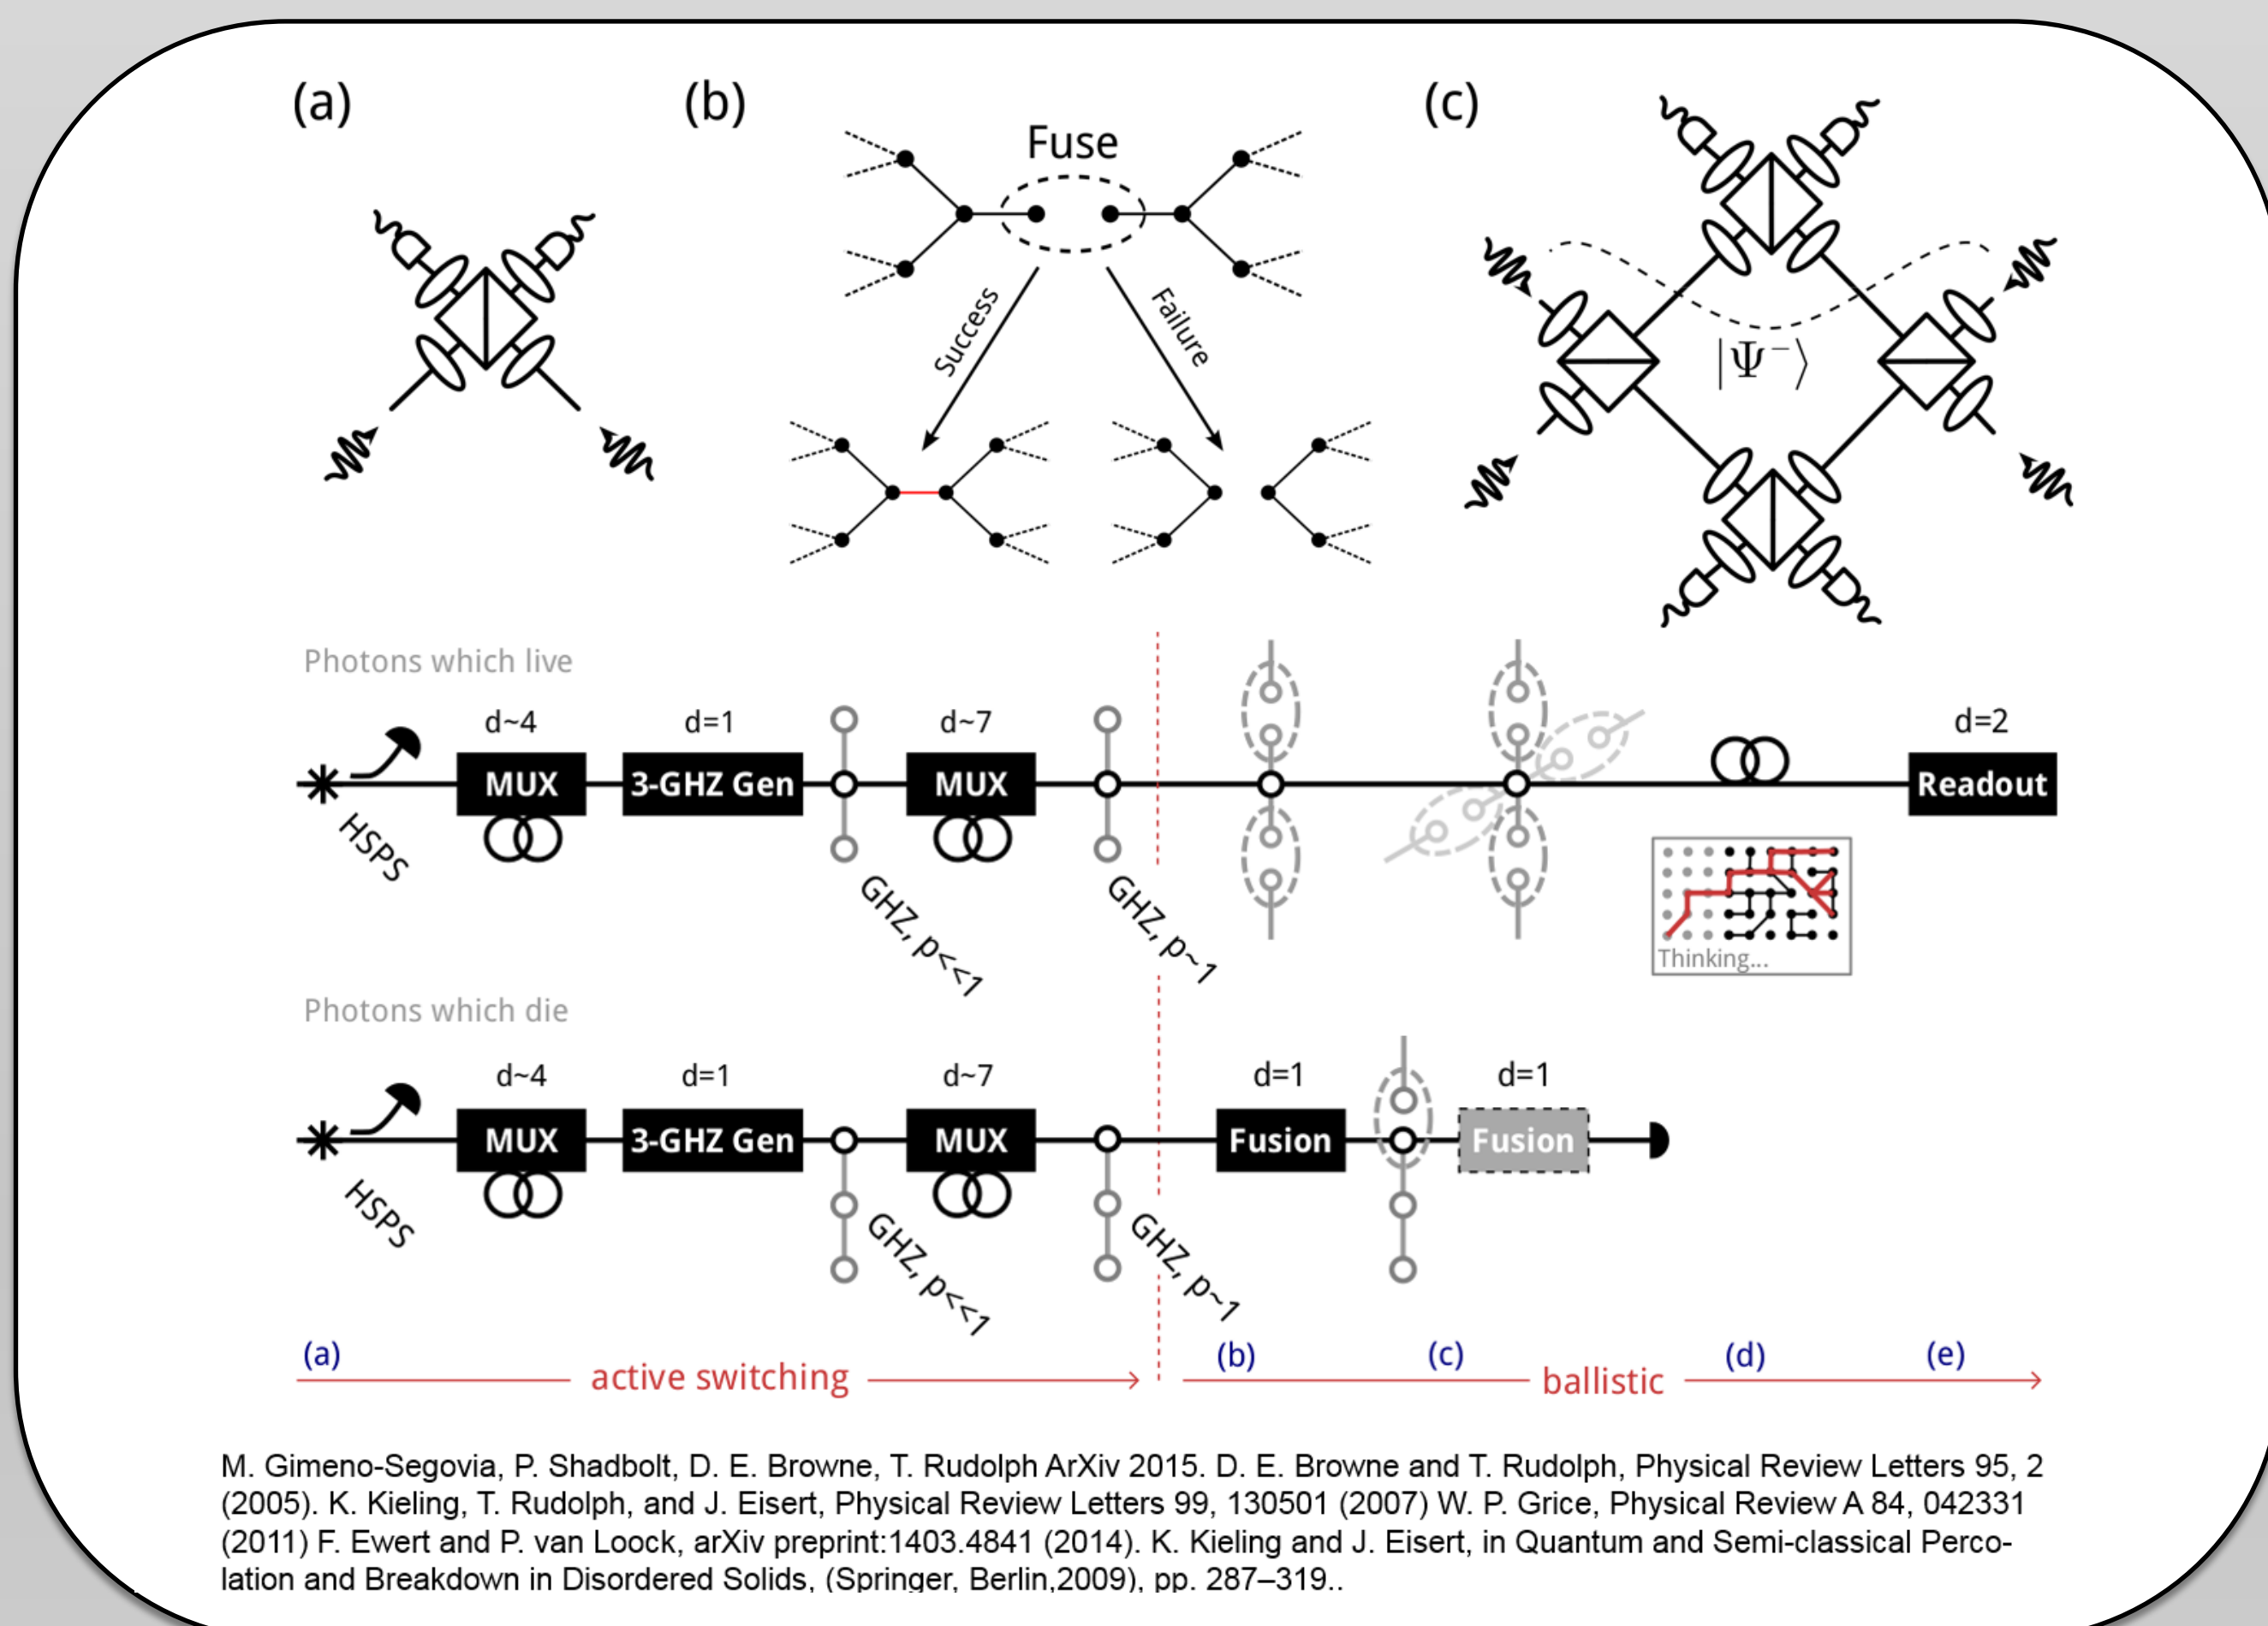 (a)
(b)
(c)
Fuse
Success
Failure
|Ψ⁻⟩
Photons which live
d~4
d=1
d~7
d=2
MUX
3-GHZ Gen
MUX
Readout
HSPS
GHZ, p<<1
GHZ, p~1
Thinking...
Photons which die
d~4
d=1
d~7
d=1
d=1
MUX
3-GHZ Gen
MUX
Fusion
Fusion
HSPS
GHZ, p<<1
GHZ, p~1
(a)
(b)
(c)
(d)
(e)
active switching
ballistic
M. Gimeno-Segovia, P. Shadbolt, D. E. Browne, T. Rudolph ArXiv 2015. D. E. Browne and T. Rudolph, Physical Review Letters 95, 2
(2005). K. Kieling, T. Rudolph, and J. Eisert, Physical Review Letters 99, 130501 (2007) W. P. Grice, Physical Review A 84, 042331
(2011) F. Ewert and P. van Loock, arXiv preprint:1403.4841 (2014). K. Kieling and J. Eisert, in Quantum and Semi-classical Perco-
lation and Breakdown in Disordered Solids, (Springer, Berlin,2009), pp. 287–319..